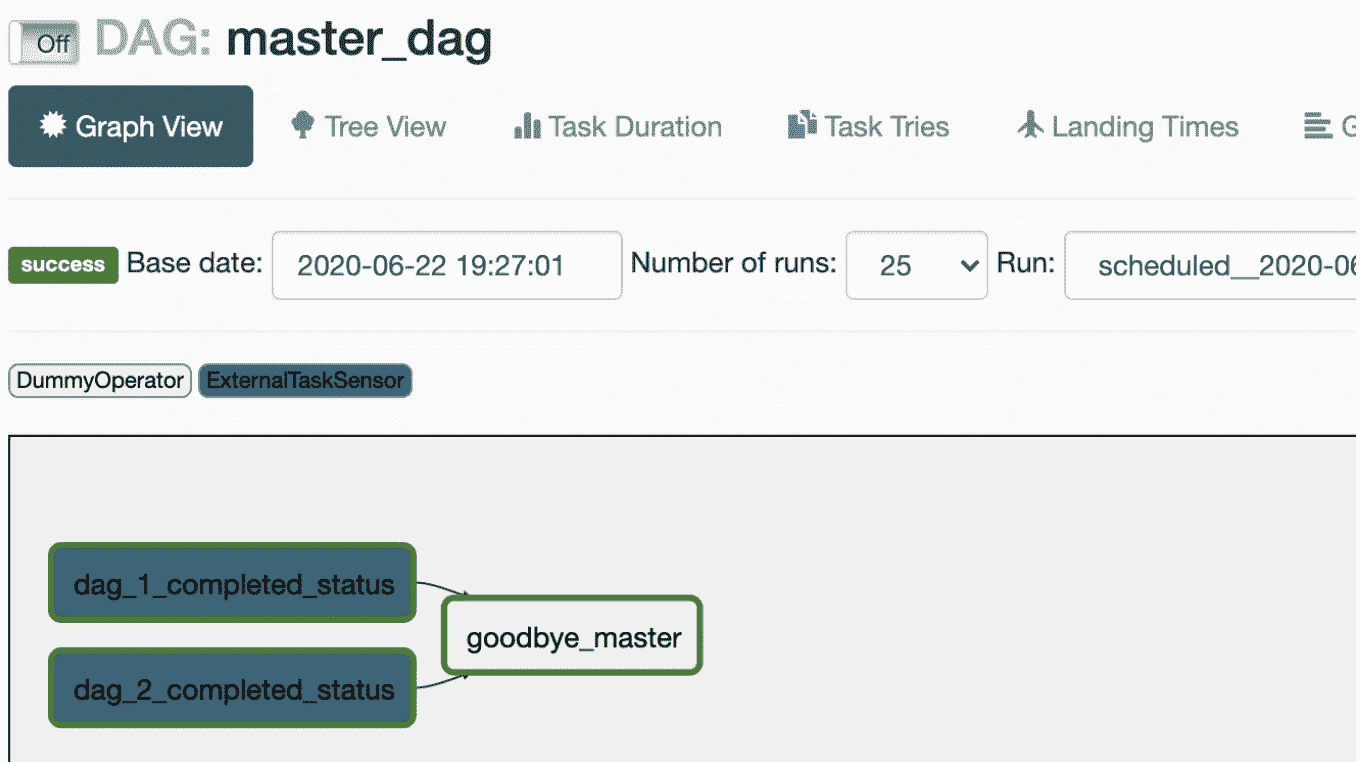 Off DAG: master_dag
Graph View Tree View Task Duration Task Tries Landing Times G
success Base date: 2020-06-22 19:27:01 Number of runs: 25 Run: scheduled__2020-06
DummyOperator ExternalTaskSensor
dag_1_completed_status
goodbye_master
dag_2_completed_status